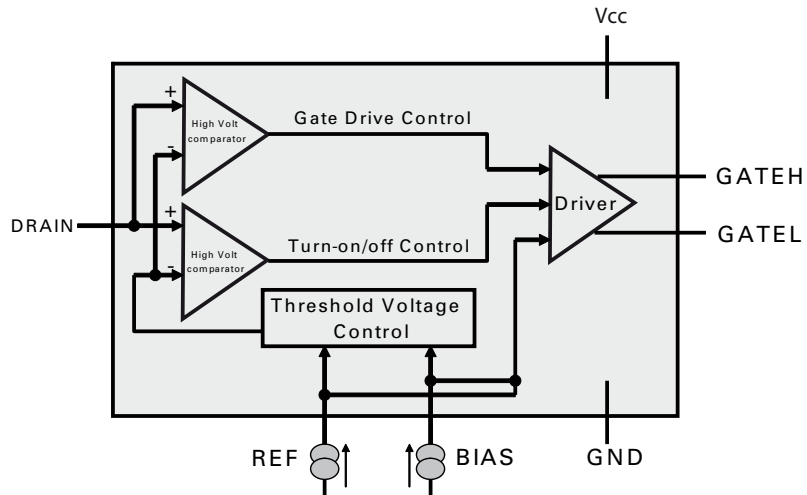 Vcc
+
High Volt
comparator
-
Gate Drive Control
GATEH
Driver
DRAIN
+
GATEL
High Volt
comparator
-
Turn-on/off Control
Threshold Voltage
Control
REF
BIAS
GND